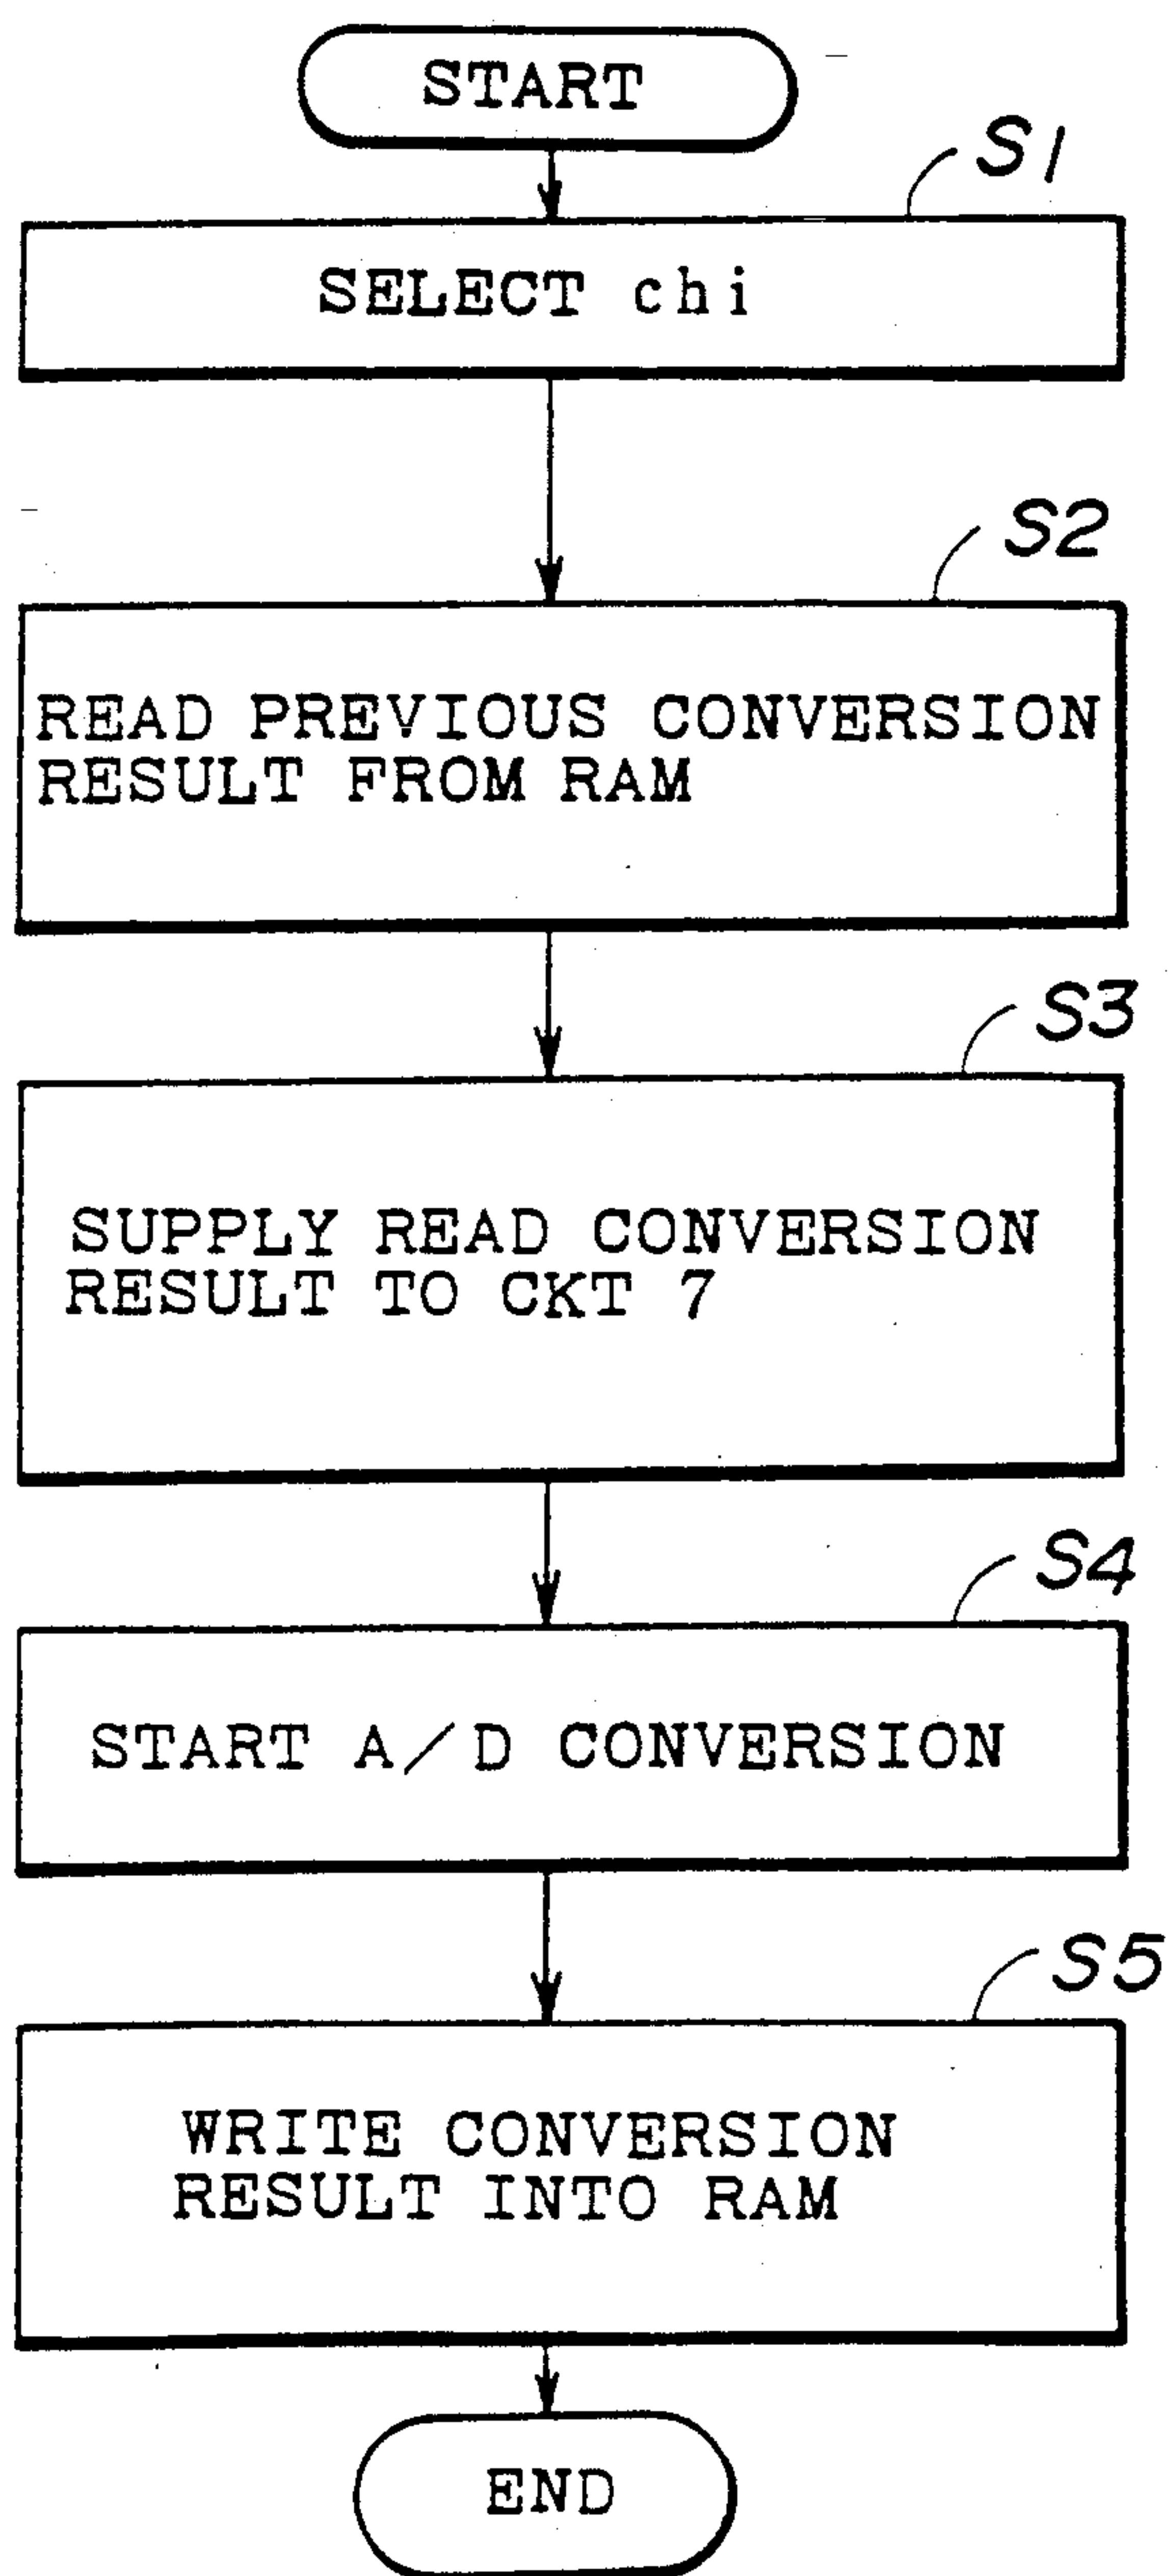 START
S1
SELECT chi
S2
READ PREVIOUS CONVERSION
RESULT FROM RAM
S3
SUPPLY READ CONVERSION
RESULT TO CKT 7
S4
START A/D CONVERSION
S5
WRITE CONVERSION
RESULT INTO RAM
END